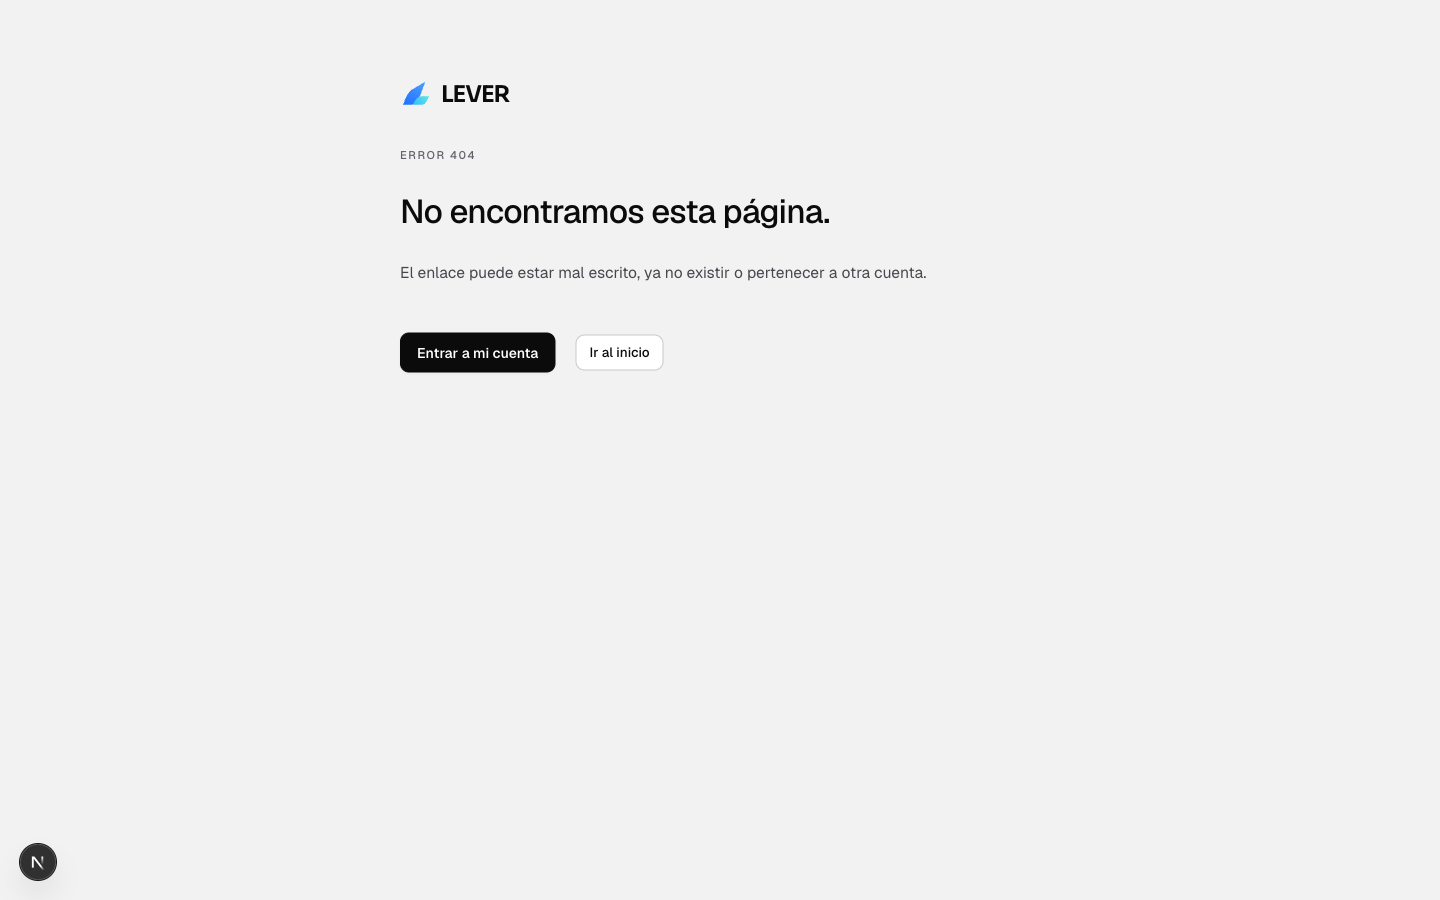 LEVER
ERROR 404
No encontramos esta página.
El enlace puede estar mal escrito, ya no existir o pertenecer a otra cuenta.
Entrar a mi cuenta
Ir al inicio
N